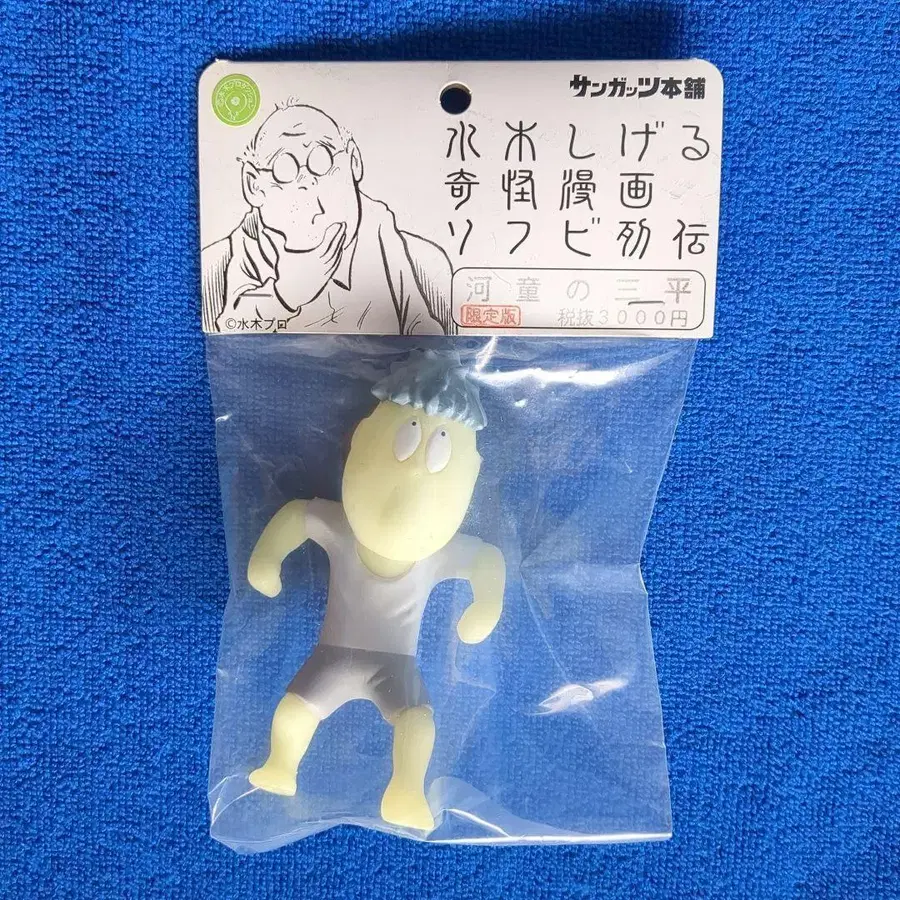 サンガッツ本舗
水木しげる
奇怪漫画
ソフビ列伝
河童の三平
限定版 税抜3000円
©水木プロ